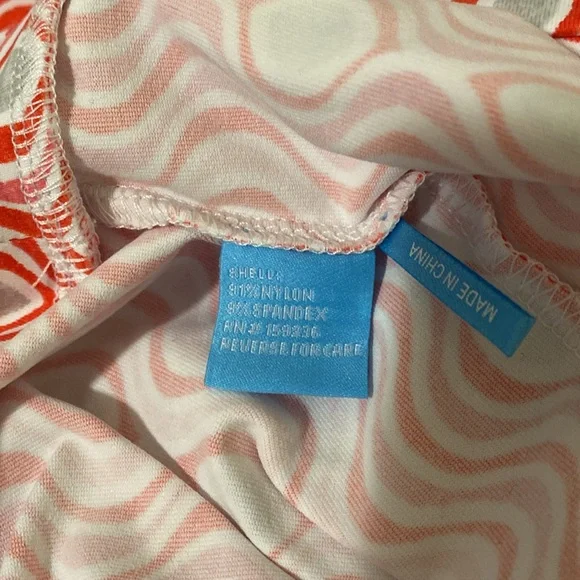 SHELL:
91% NYLON
9% SPANDEX
RN# 159236
REVERSE FOR CARE
MADE IN CHINA